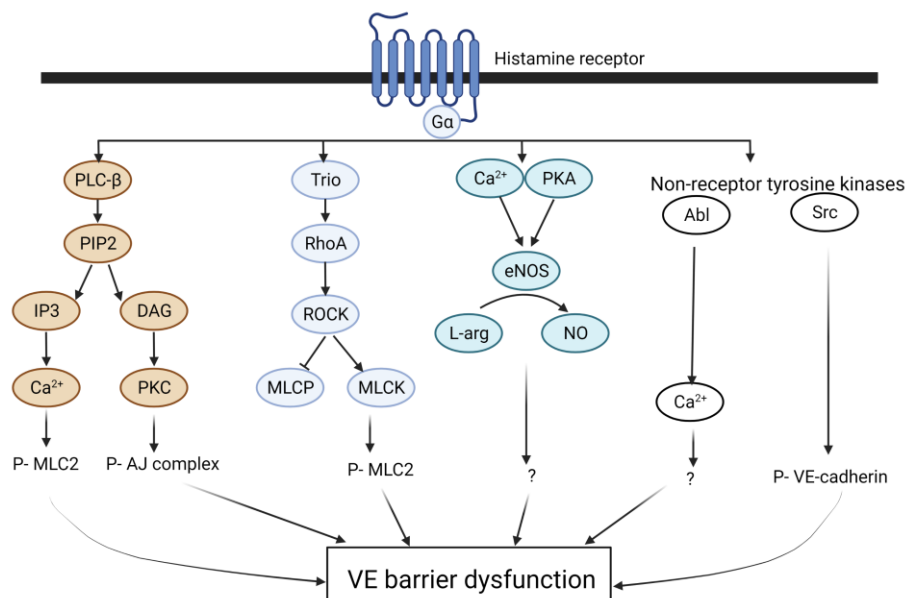 Histamine receptor
Gα
PLC-β
Trio
Ca²⁺
PKA
Non-receptor tyrosine kinases
Abl
Src
PIP2
RhoA
eNOS
IP3
DAG
ROCK
L-arg
NO
Ca²⁺
PKC
MLCP
MLCK
Ca²⁺
P- MLC2
P- AJ complex
P- MLC2
?
?
P- VE-cadherin
VE barrier dysfunction